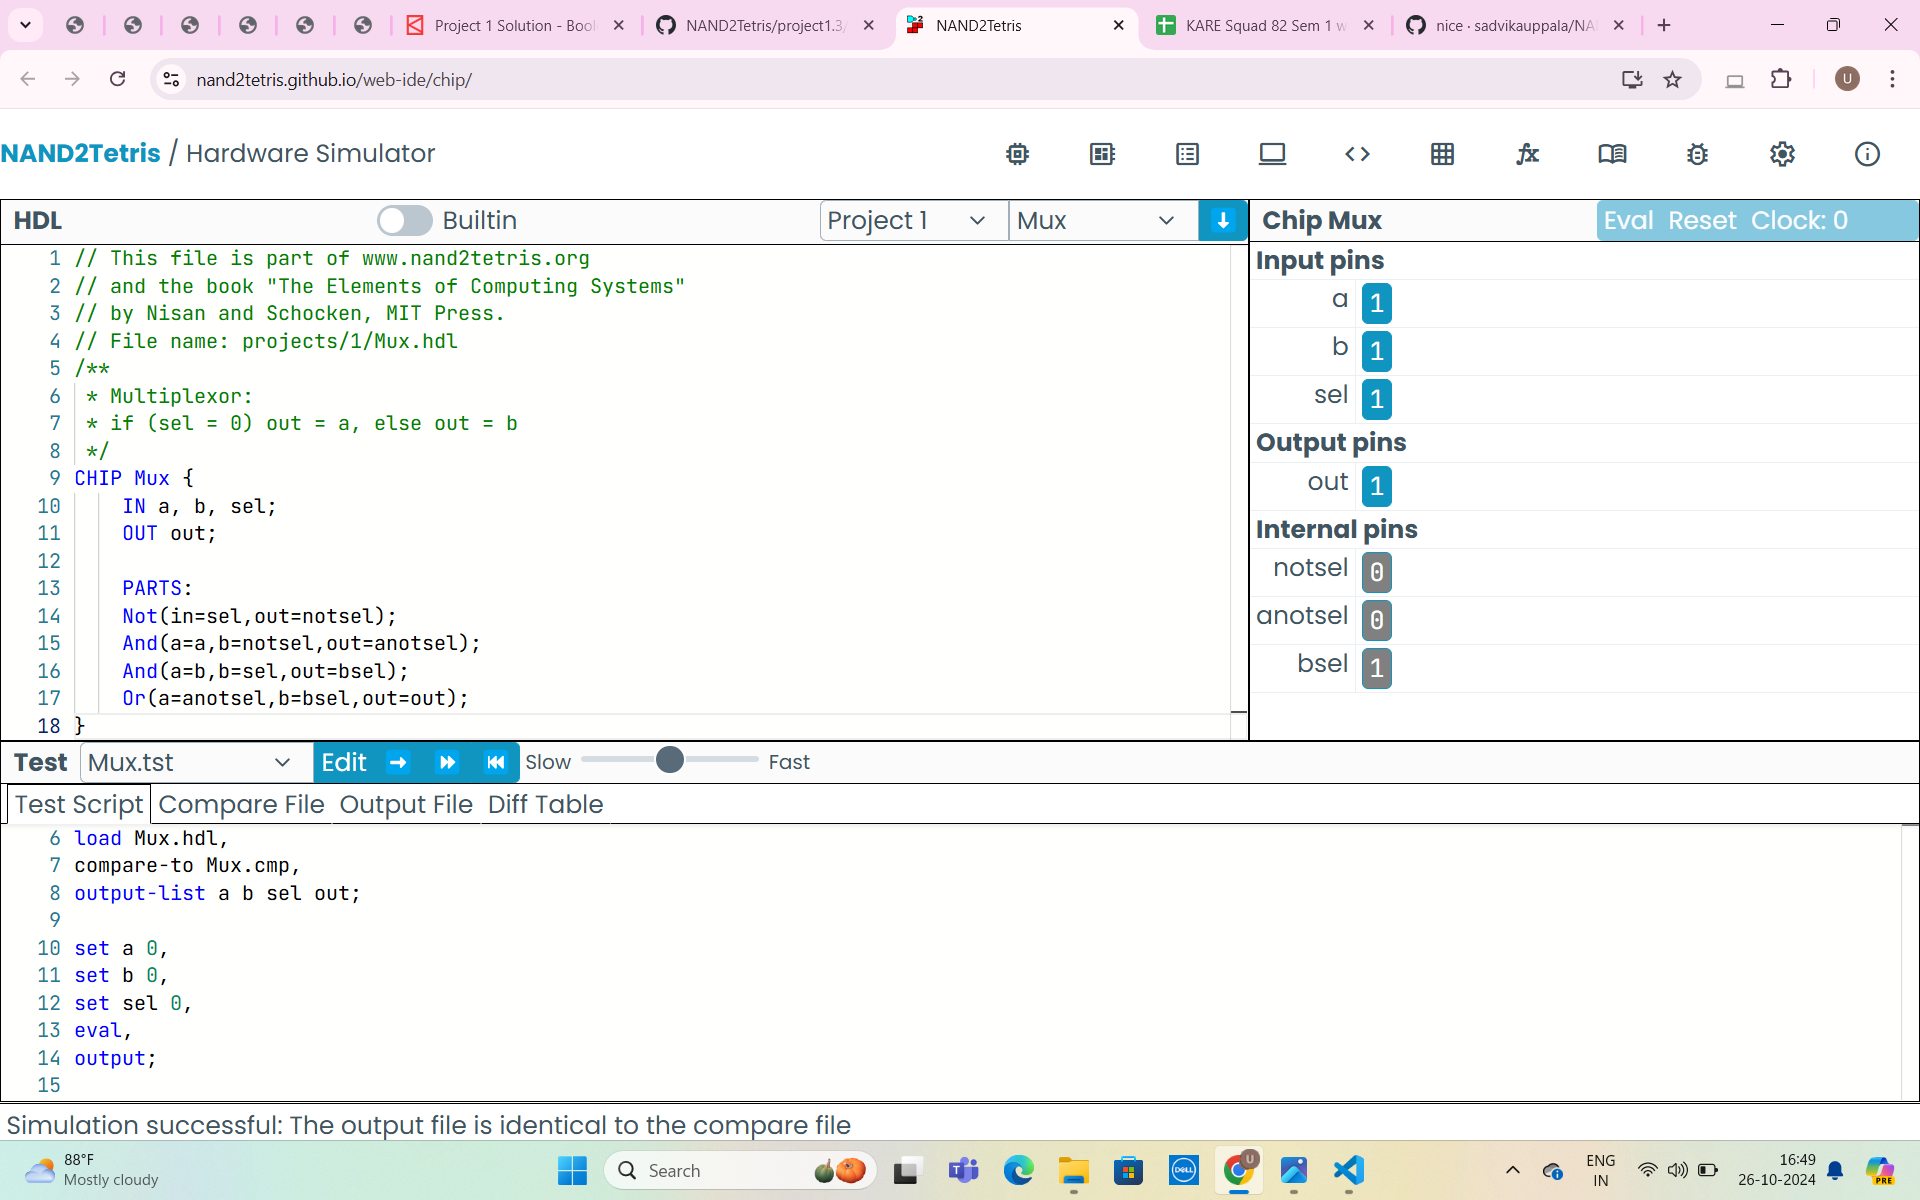 Project 1 Solution - Boo
NAND2Tetris/project1.3/
NAND2Tetris
KARE Squad 82 Sem 1 w
nice · sadvikauppala/NA
nand2tetris.github.io/web-ide/chip/
U
NAND2Tetris / Hardware Simulator
HDL
Builtin
Project 1
Mux
Chip Mux
Eval Reset Clock: 0
1 // This file is part of www.nand2tetris.org
2 // and the book "The Elements of Computing Systems"
3 // by Nisan and Schocken, MIT Press.
4 // File name: projects/1/Mux.hdl
5 /**
6 * Multiplexor:
7 * if (sel = 0) out = a, else out = b
8 */
9 CHIP Mux {
10 IN a, b, sel;
11 OUT out;
12
13 PARTS:
14 Not(in=sel,out=notsel);
15 And(a=a,b=notsel,out=anotsel);
16 And(a=b,b=sel,out=bsel);
17 Or(a=anotsel,b=bsel,out=out);
18 }
Input pins
a 1
b 1
sel 1
Output pins
out 1
Internal pins
notsel 0
anotsel 0
bsel 1
Test
Mux.tst
Edit
Slow
Fast
Test Script Compare File Output File Diff Table
6 load Mux.hdl,
7 compare-to Mux.cmp,
8 output-list a b sel out;
9
10 set a 0,
11 set b 0,
12 set sel 0,
13 eval,
14 output;
15
Simulation successful: The output file is identical to the compare file
88°F
Mostly cloudy
Search
DELL
U
ENG
IN
16:49
26-10-2024
PRE